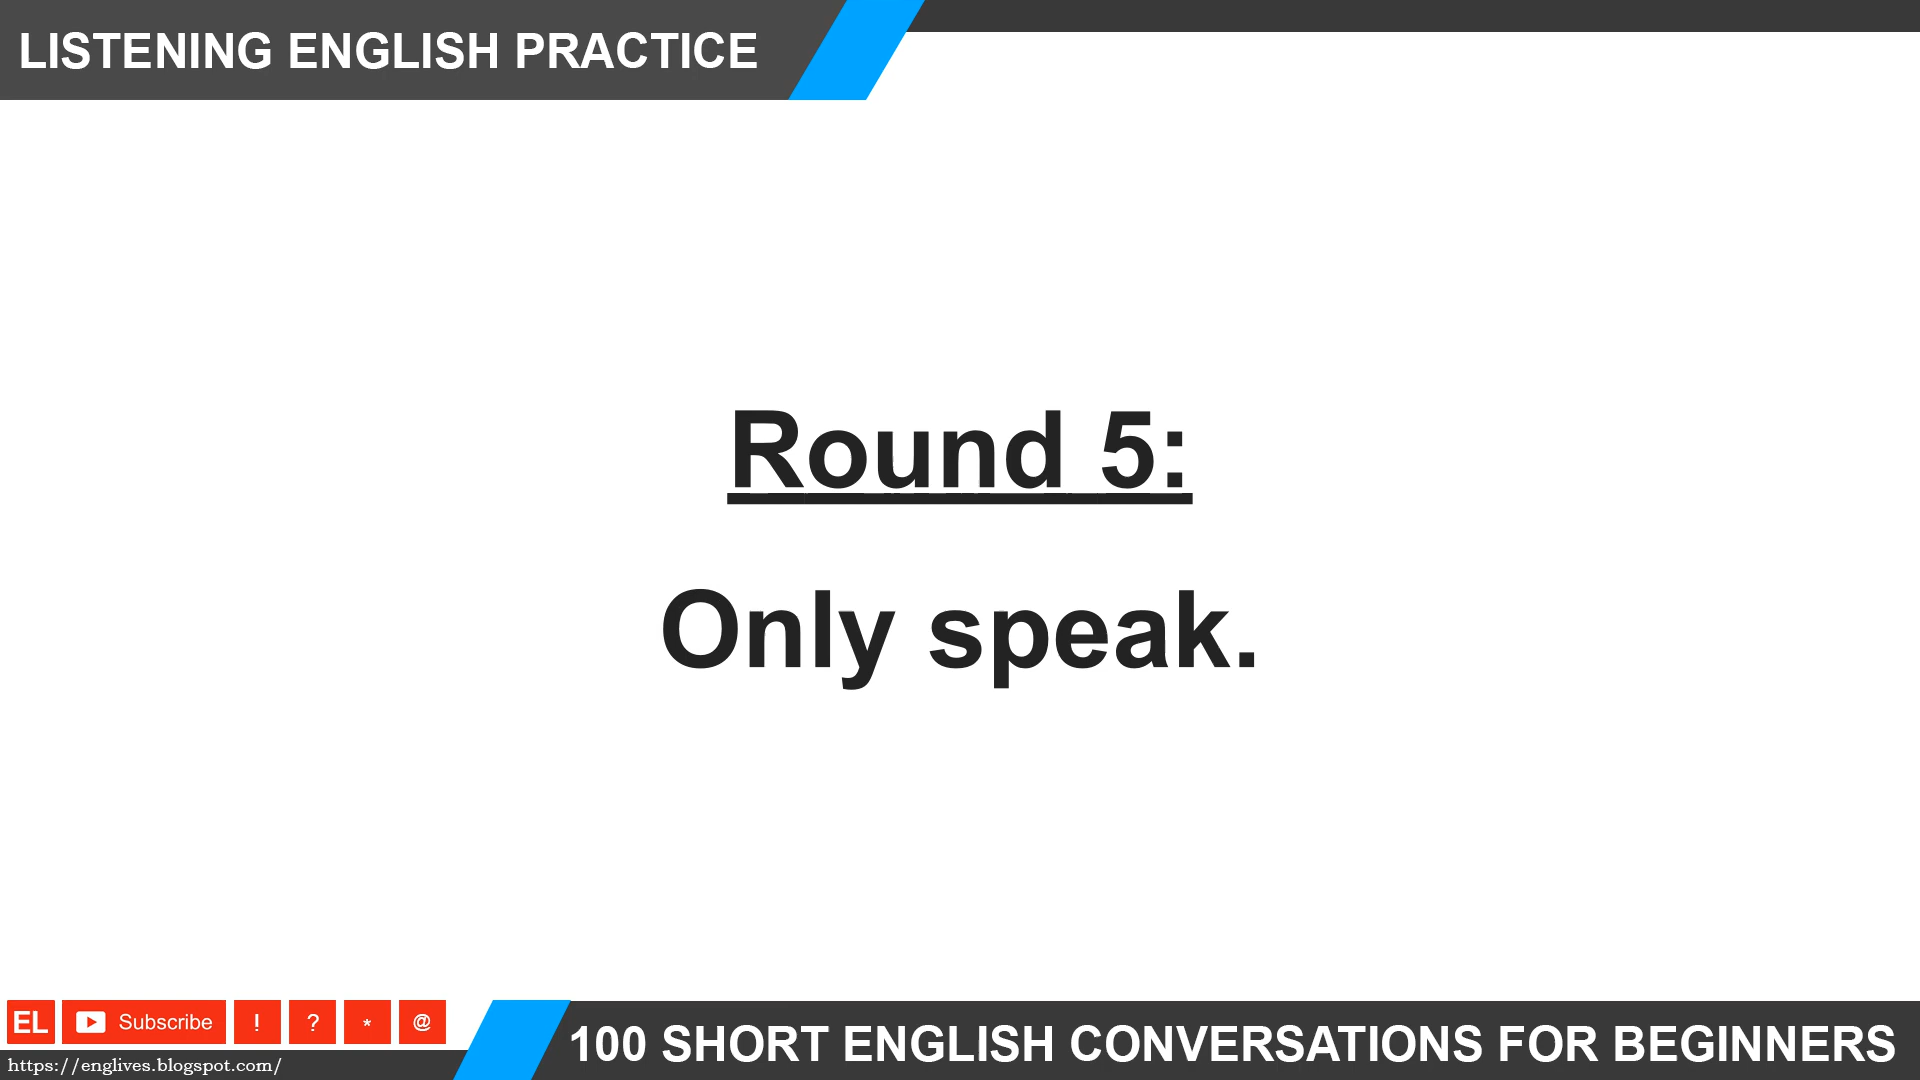 LISTENING ENGLISH PRACTICE
Round 5:
Only speak.
EL Subscribe ! ? * @
https://englives.blogspot.com/
100 SHORT ENGLISH CONVERSATIONS FOR BEGINNERS